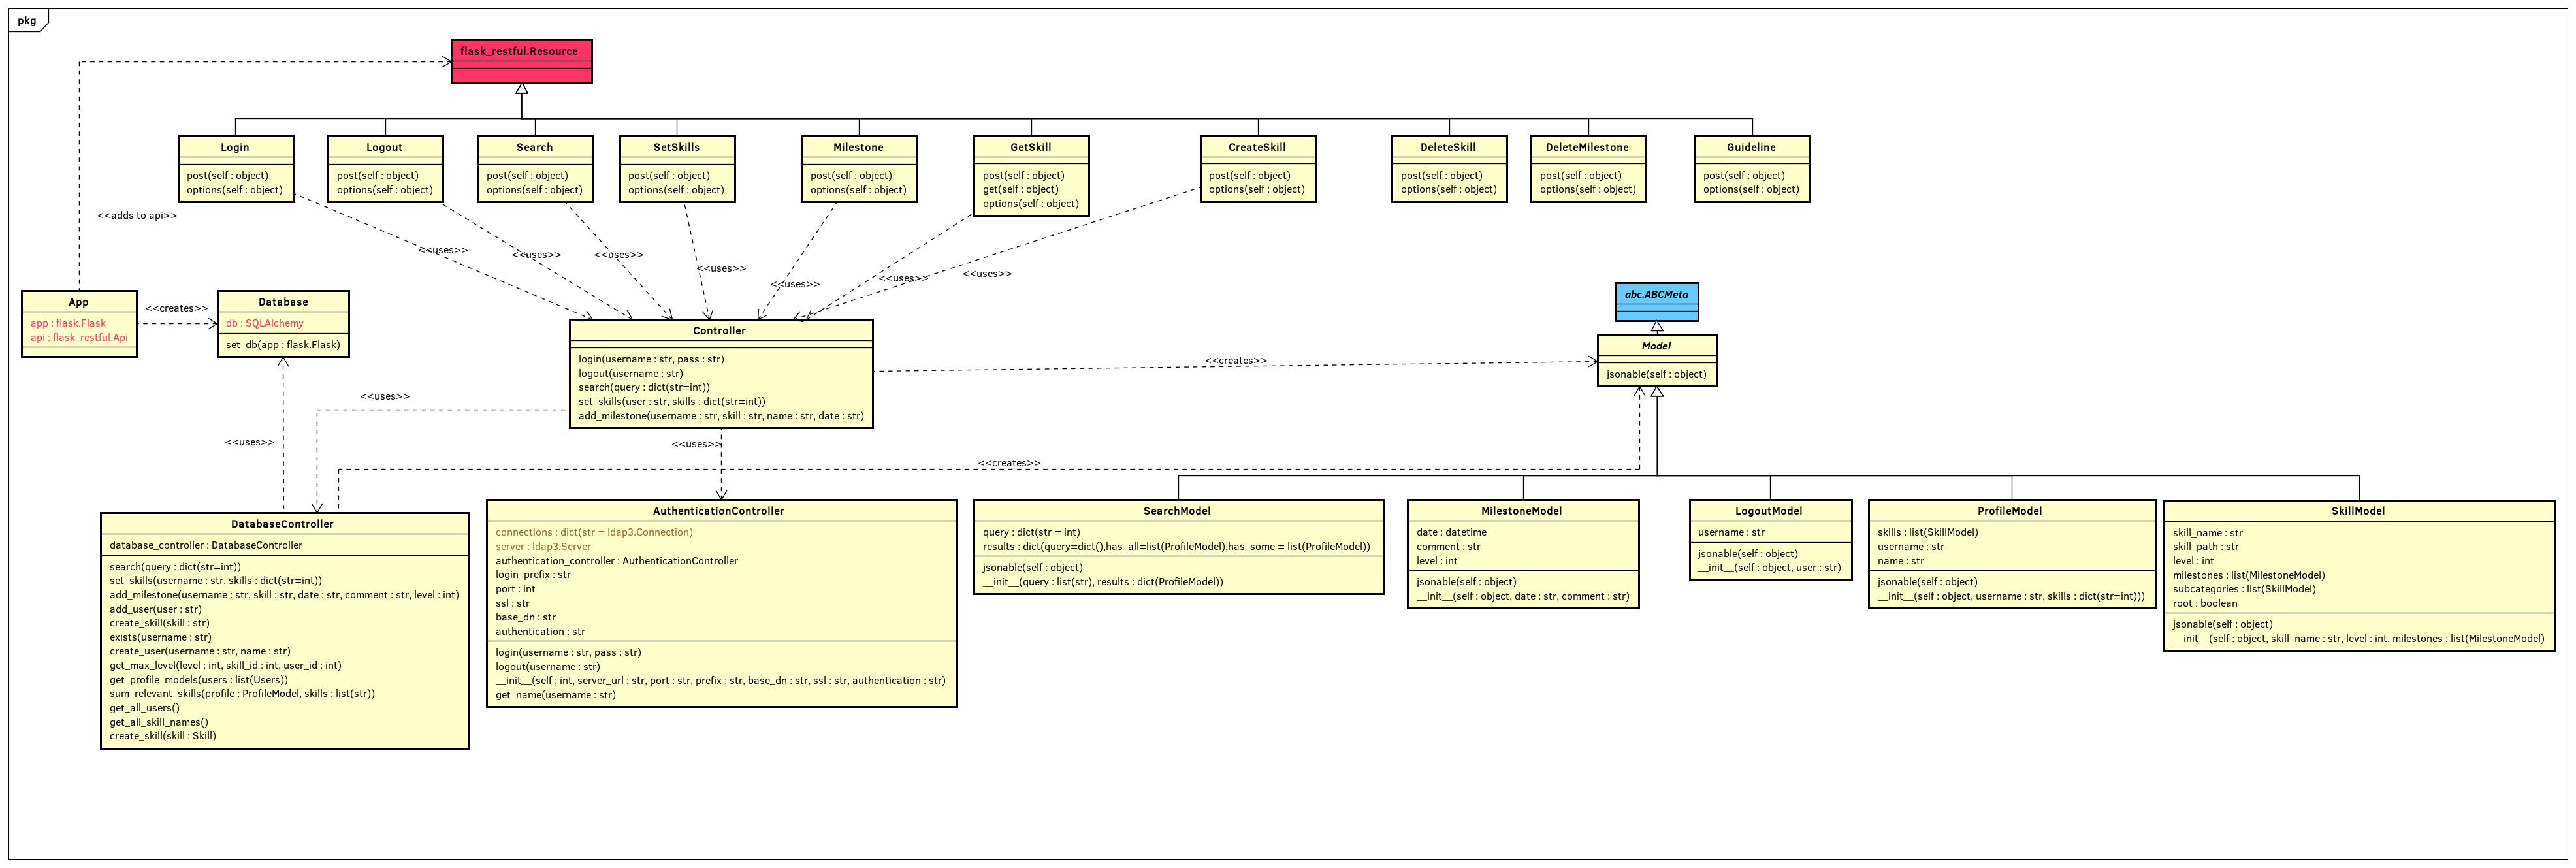 pkg
flask_restful.Resource
Login
post(self : object)
options(self : object)
Logout
post(self : object)
options(self : object)
Search
post(self : object)
options(self : object)
SetSkills
post(self : object)
options(self : object)
Milestone
post(self : object)
options(self : object)
GetSkill
post(self : object)
get(self : object)
options(self : object)
CreateSkill
post(self : object)
options(self : object)
DeleteSkill
post(self : object)
options(self : object)
DeleteMilestone
post(self : object)
options(self : object)
Guideline
post(self : object)
options(self : object)
<<adds to api>>
<<uses>>
<<uses>>
<<uses>>
<<uses>>
<<uses>>
<<uses>>
<<uses>>
App
app : flask.Flask
api : flask_restful.Api
<<creates>>
Database
db : SQLAlchemy
set_db(app : flask.Flask)
Controller
login(username : str, pass : str)
logout(username : str)
search(query : dict(str=int))
set_skills(user : str, skills : dict(str=int))
add_milestone(username : str, skill : str, name : str, date : str)
<<creates>>
abc.ABCMeta
Model
jsonable(self : object)
<<uses>>
<<uses>>
<<uses>>
<<creates>>
DatabaseController
database_controller : DatabaseController
search(query : dict(str=int))
set_skills(username : str, skills : dict(str=int))
add_milestone(username : str, skill : str, date : str, comment : str, level : int)
add_user(user : str)
create_skill(skill : str)
exists(username : str)
create_user(username : str, name : str)
get_max_level(level : int, skill_id : int, user_id : int)
get_profile_models(users : list(Users))
sum_relevant_skills(profile : ProfileModel, skills : list(str))
get_all_users()
get_all_skill_names()
create_skill(skill : Skill)
AuthenticationController
connections : dict(str = ldap3.Connection)
server : ldap3.Server
authentication_controller : AuthenticationController
login_prefix : str
port : int
ssl : str
base_dn : str
authentication : str
login(username : str, pass : str)
logout(username : str)
__init__(self : int, server_url : str, port : str, prefix : str, base_dn : str, ssl : str, authentication : str)
get_name(username : str)
SearchModel
query : dict(str = int)
results : dict(query=dict(),has_all=list(ProfileModel),has_some = list(ProfileModel))
jsonable(self : object)
__init__(query : list(str), results : dict(ProfileModel))
MilestoneModel
date : datetime
comment : str
level : int
jsonable(self : object)
__init__(self : object, date : str, comment : str)
LogoutModel
username : str
jsonable(self : object)
__init__(self : object, user : str)
ProfileModel
skills : list(SkillModel)
username : str
name : str
jsonable(self : object)
__init__(self : object, username : str, skills : dict(str=int)))
SkillModel
skill_name : str
skill_path : str
level : int
milestones : list(MilestoneModel)
subcategories : list(SkillModel)
root : boolean
jsonable(self : object)
__init__(self : object, skill_name : str, level : int, milestones : list(MilestoneModel)